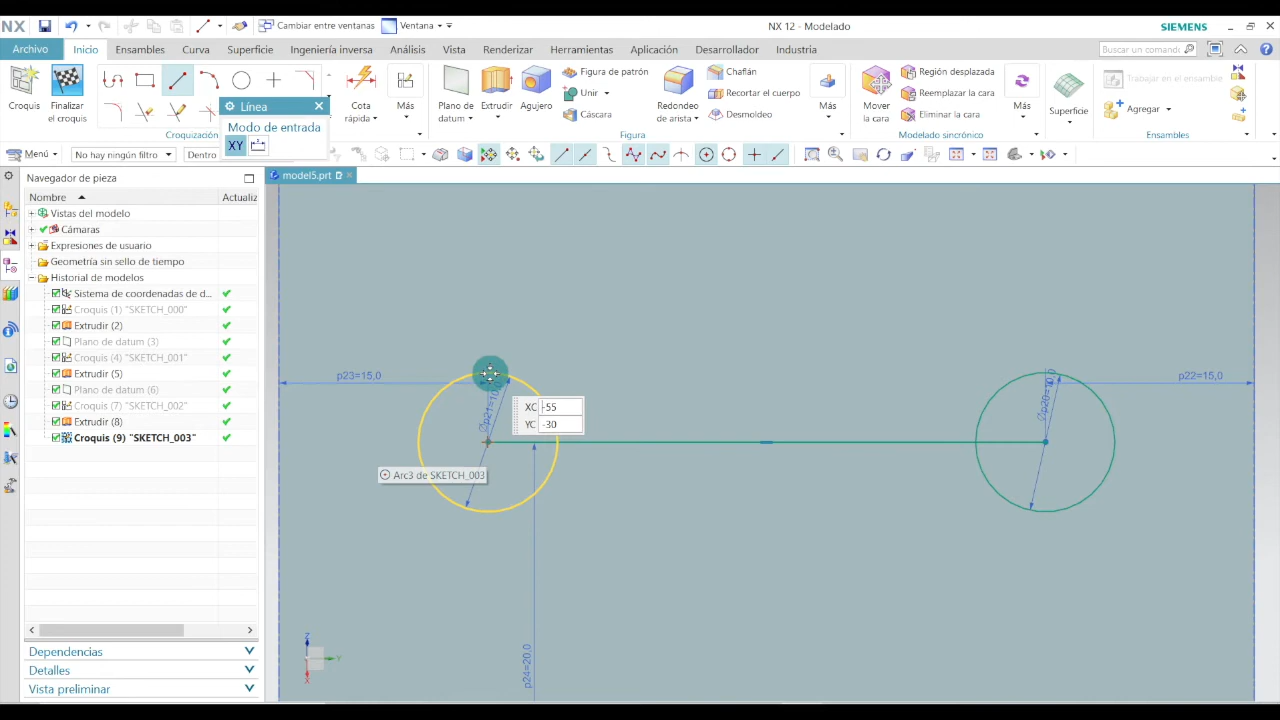 NX
Cambiar entre ventanas
Ventana
NX 12 - Modelado
SIEMENS
Archivo
Inicio
Ensambles
Curva
Superficie
Ingeniería inversa
Análisis
Vista
Renderizar
Herramientas
Aplicación
Desarrollador
Industria
Buscar un comando
Croquis
Finalizar
el croquis
Línea
Modo de entrada
XY
Croquización
Cota
rápida
Más
Plano de
datum
Extrudir
Agujero
Figura de patrón
Unir
Cáscara
Redondeo
de arista
Chaflán
Recortar el cuerpo
Desmoldeo
Más
Figura
Mover
la cara
Región desplazada
Reemplazar la cara
Eliminar la cara
Más
Modelado sincrónico
Superficie
Trabajar en el ensamble
Agregar
Ensambles
Menú
No hay ningún filtro
Dentro
Navegador de pieza
model5.prt
Nombre
Actualiz
Vistas del modelo
Cámaras
Expresiones de usuario
Geometría sin sello de tiempo
Historial de modelos
Sistema de coordenadas de d...
Croquis (1) "SKETCH_000"
Extrudir (2)
Plano de datum (3)
Croquis (4) "SKETCH_001"
Extrudir (5)
Plano de datum (6)
Croquis (7) "SKETCH_002"
Extrudir (8)
Croquis (9) "SKETCH_003"
Dependencias
Detalles
Vista preliminar
p23=15,0
p22=15,0
XC -55
YC -30
Arc3 de SKETCH_003
p24=20,0
Z
Y
X